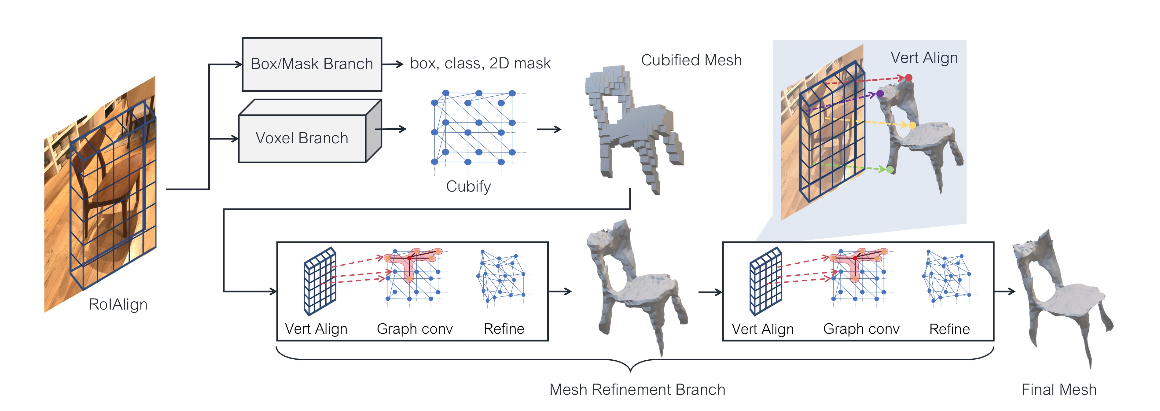 Box/Mask Branch
box, class, 2D mask
Voxel Branch
Cubify
Cubified Mesh
Vert Align
RoIAlign
Vert Align
Graph conv
Refine
Vert Align
Graph conv
Refine
Mesh Refinement Branch
Final Mesh